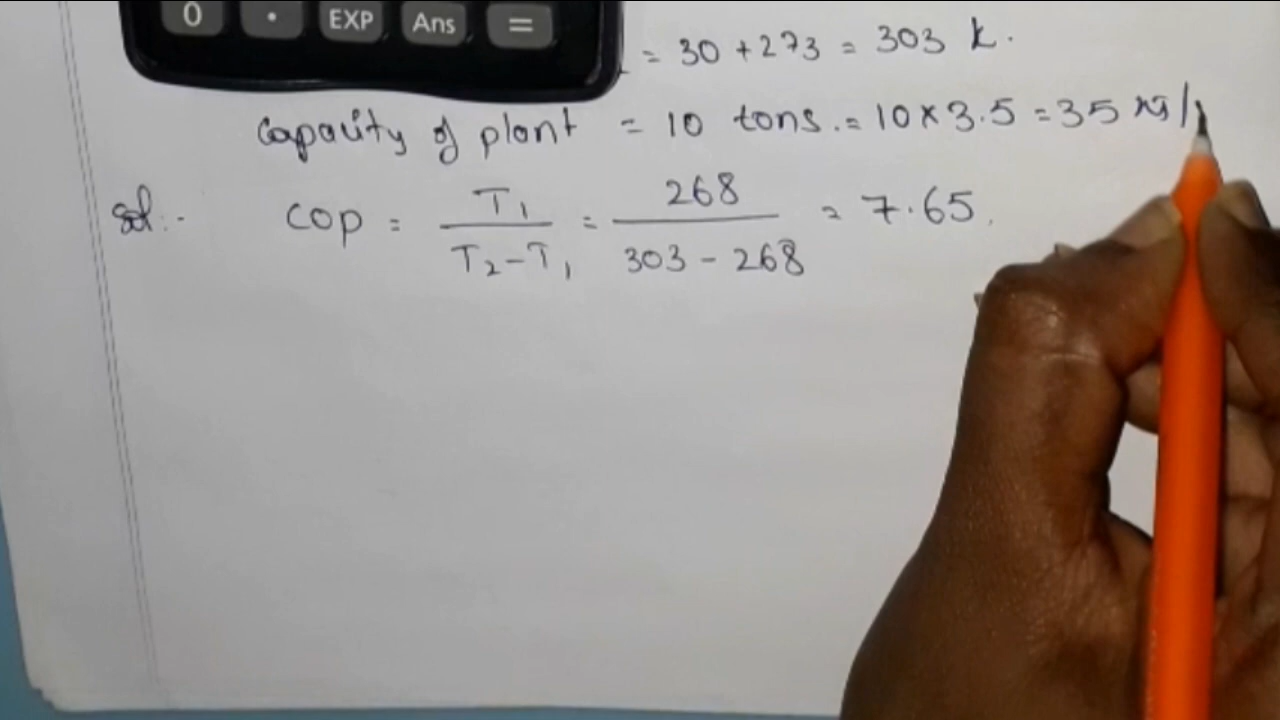 0 · EXP Ans =
= 30 + 273 = 303 k.
Capacity of plant = 10 tons. = 10 × 3.5 = 35 KJ/
Sol:- COP = T₁ / T₂ - T₁ = 268 / 303 - 268 = 7.65.